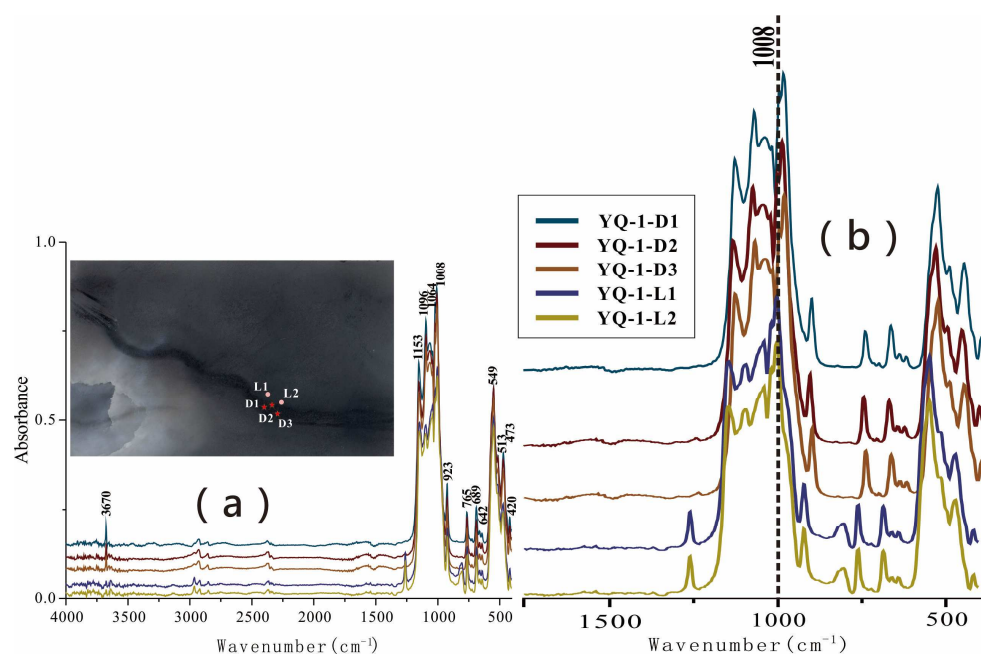 1.0
0.5
0.0
Absorbance
3670
1153
1096
1064
1008
923
765
689
642
549
513
473
420
L1
L2
D1
D2
D3
( a )
4000
3500
3000
2500
2000
1500
1000
500
Wavenumber(cm⁻¹)
1008
YQ-1-D1
YQ-1-D2
YQ-1-D3
YQ-1-L1
YQ-1-L2
( b )
1500
1000
500
Wavenumber(cm⁻¹)